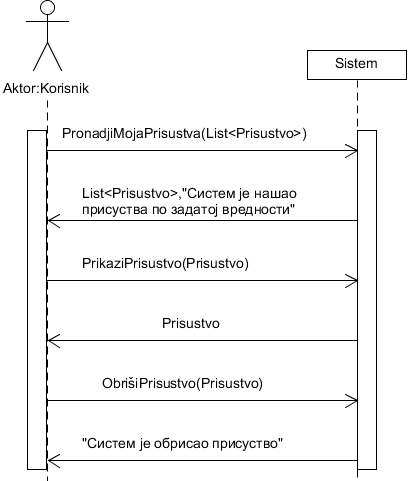 Sistem
Aktor:Korisnik
PronadjiMojaPrisustva(List<Prisustvo>)
List<Prisustvo>,"Систем је нашао
присуства по задатој вредности"
PrikaziPrisustvo(Prisustvo)
Prisustvo
ObrišiPrisustvo(Prisustvo)
"Систем је обрисао присуство"